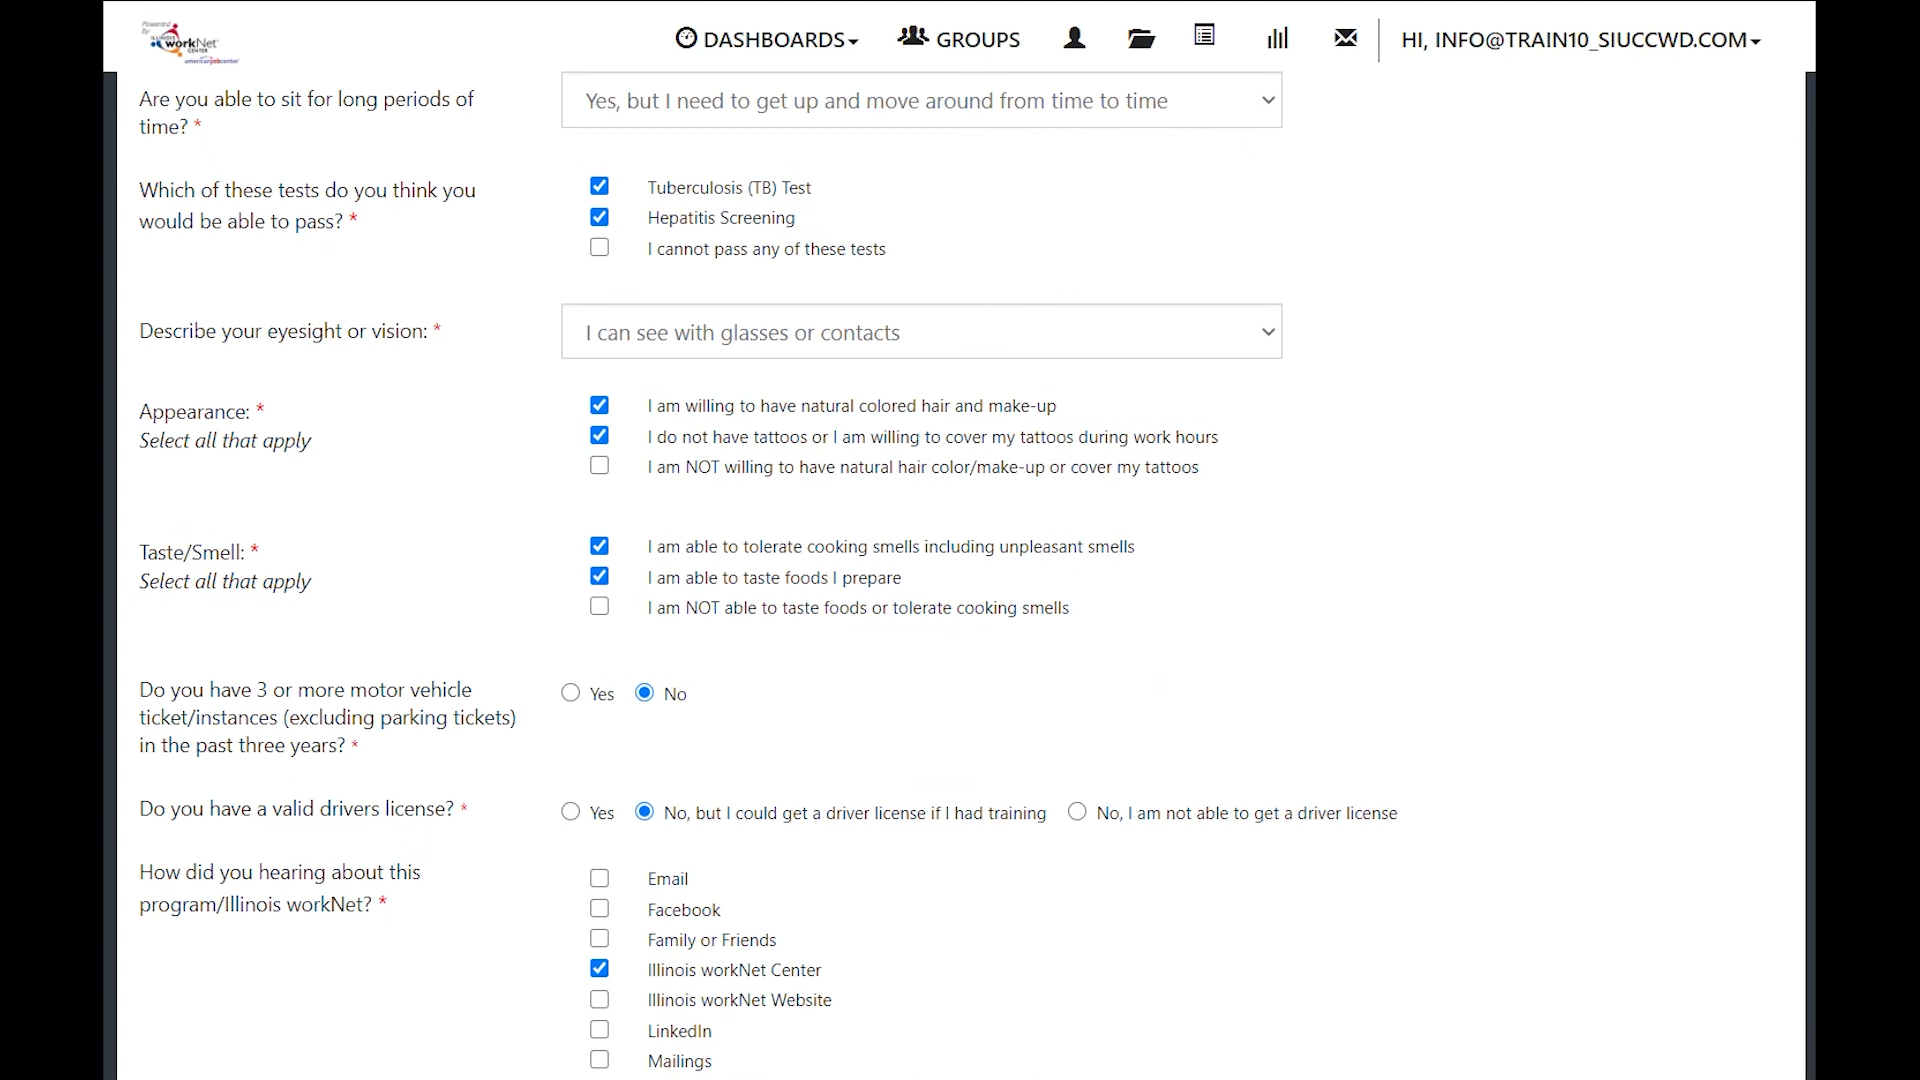 Powered by
ILLINOIS
workNet
CENTER
americanjobcenter
DASHBOARDS
GROUPS
HI, INFO@TRAIN10_SIUCCWD.COM
Are you able to sit for long periods of
time? *
Yes, but I need to get up and move around from time to time
Which of these tests do you think you
would be able to pass? *
Tuberculosis (TB) Test
Hepatitis Screening
I cannot pass any of these tests
Describe your eyesight or vision: *
I can see with glasses or contacts
Appearance: *
Select all that apply
I am willing to have natural colored hair and make-up
I do not have tattoos or I am willing to cover my tattoos during work hours
I am NOT willing to have natural hair color/make-up or cover my tattoos
Taste/Smell: *
Select all that apply
I am able to tolerate cooking smells including unpleasant smells
I am able to taste foods I prepare
I am NOT able to taste foods or tolerate cooking smells
Do you have 3 or more motor vehicle
ticket/instances (excluding parking tickets)
in the past three years? *
Yes No
Do you have a valid drivers license? *
Yes No, but I could get a driver license if I had training No, I am not able to get a driver license
How did you hearing about this
program/Illinois workNet? *
Email
Facebook
Family or Friends
Illinois workNet Center
Illinois workNet Website
LinkedIn
Mailings